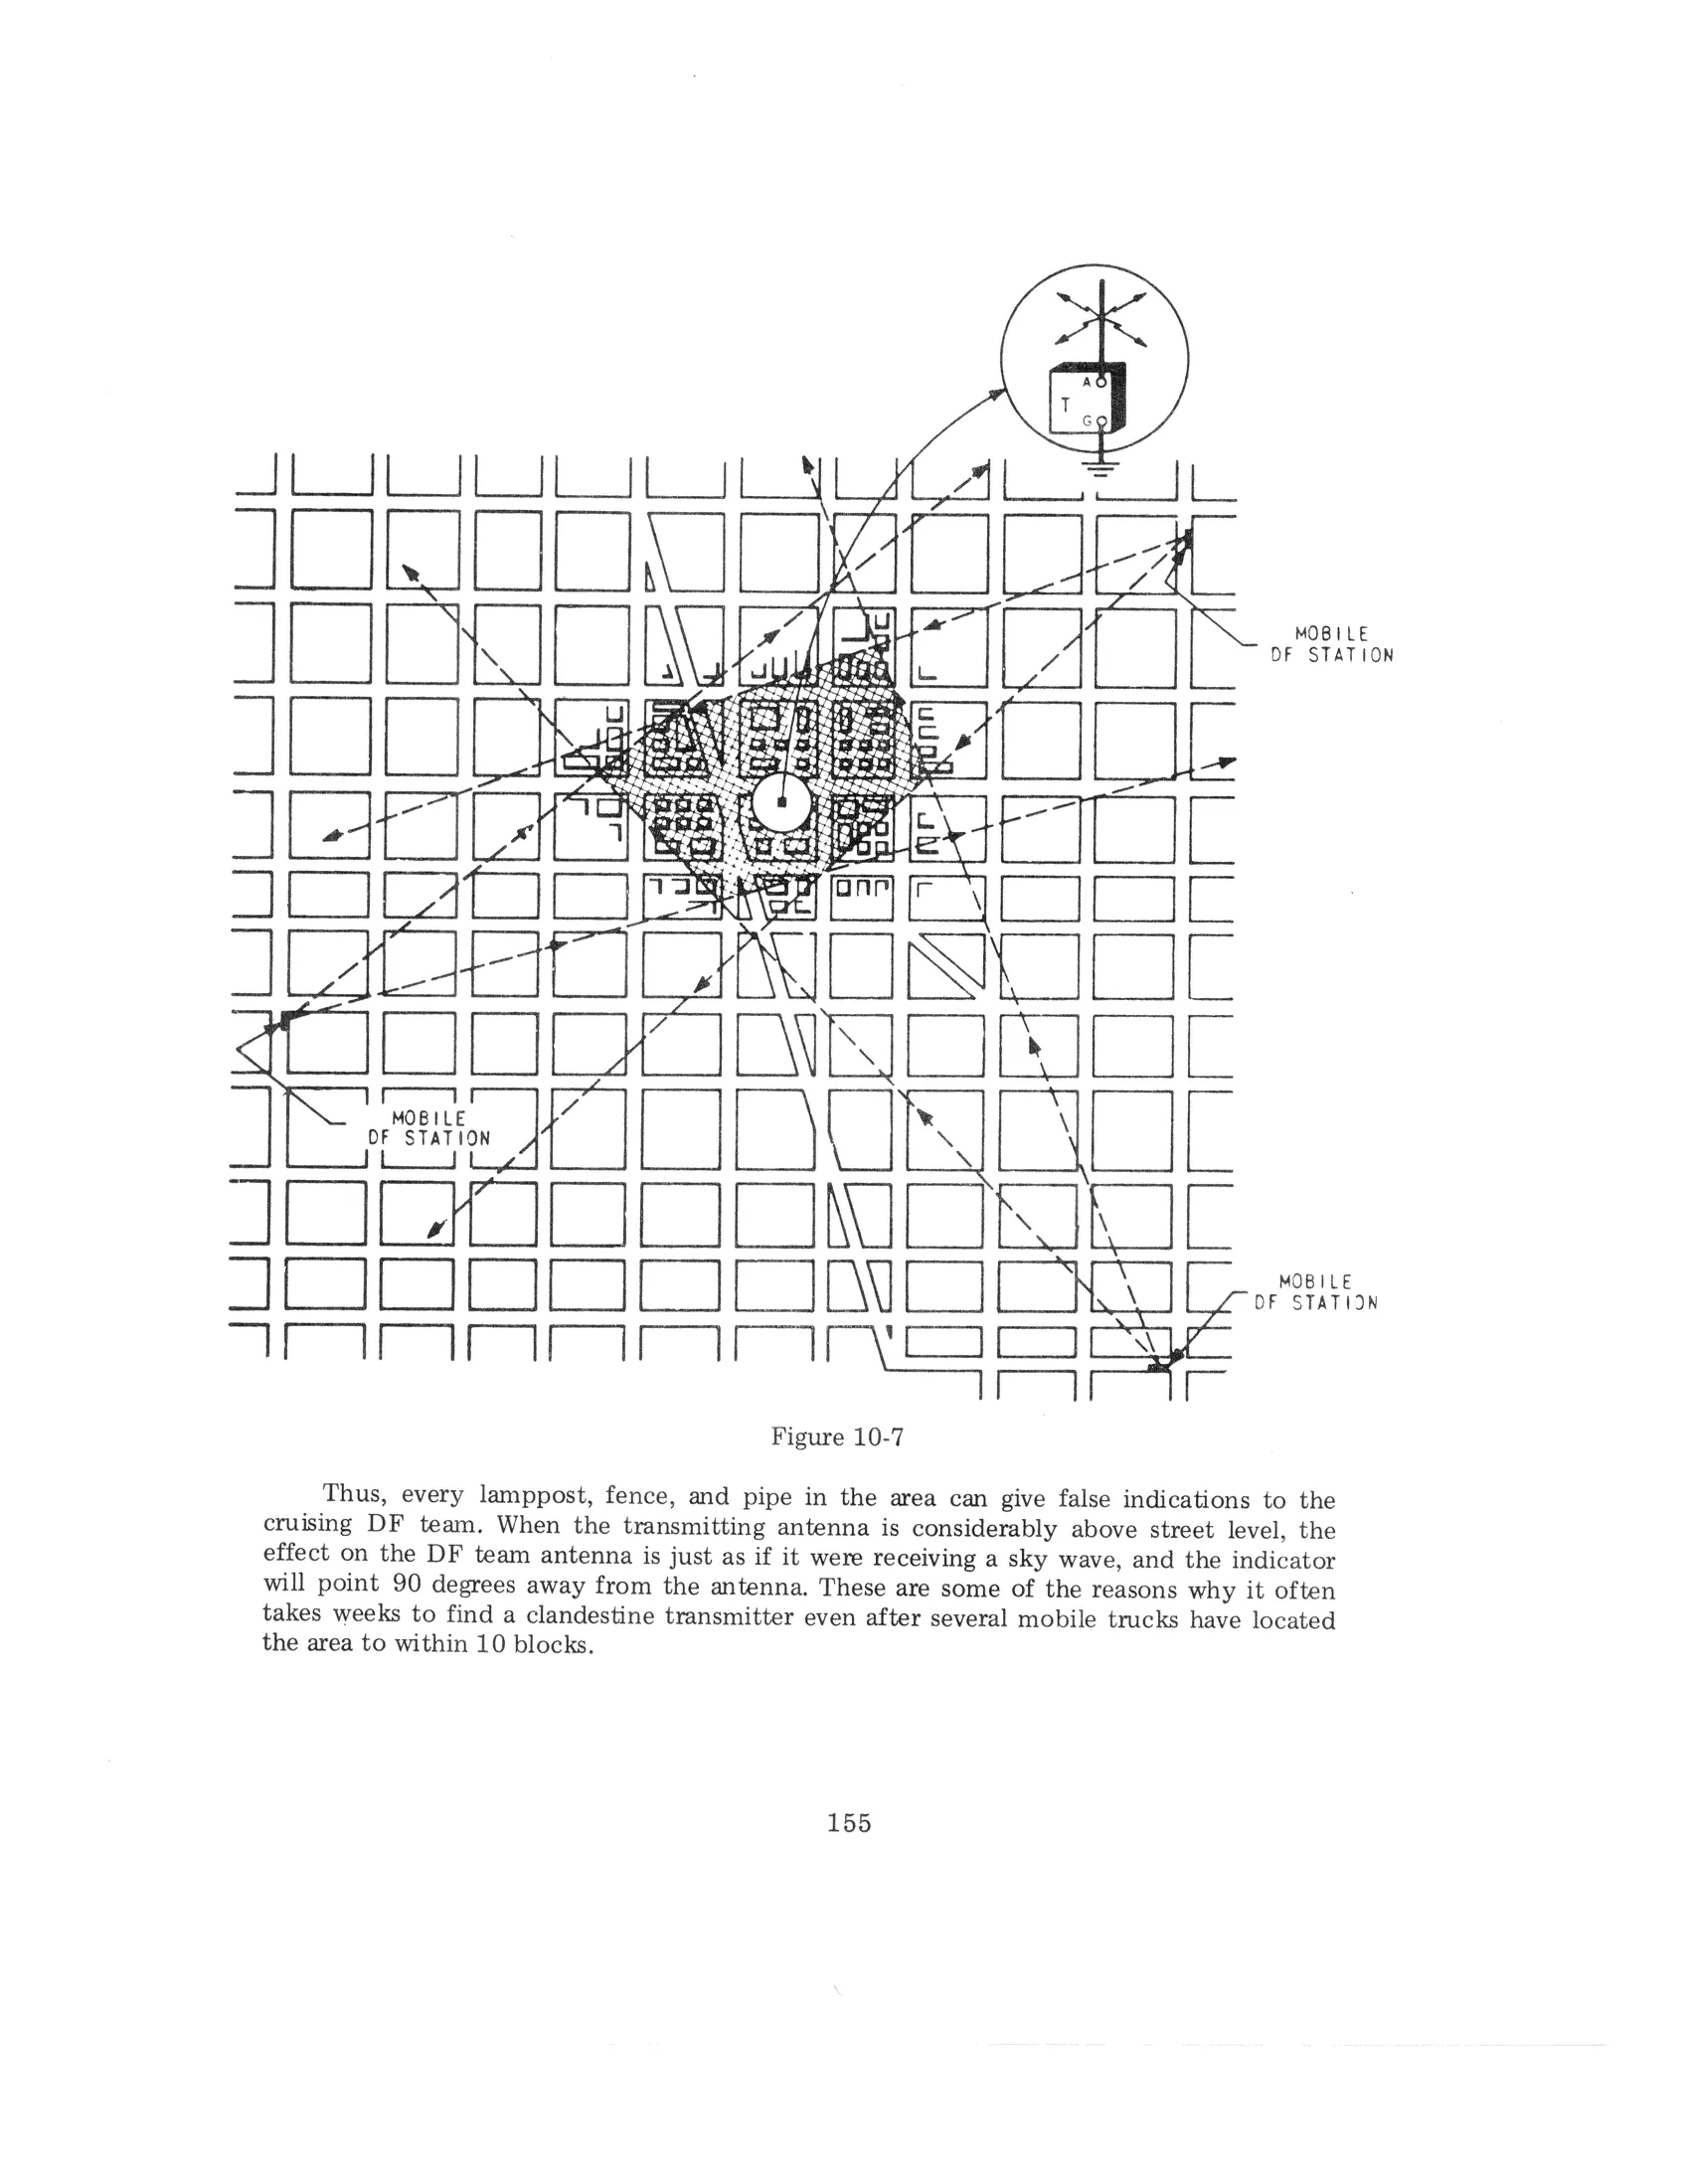 A
T
G
MOBILE
DF STATION
MOBILE
DF STATION
MOBILE
DF STATION
Figure 10-7
Thus, every lamppost, fence, and pipe in the area can give false indications to the
cruising DF team. When the transmitting antenna is considerably above street level, the
effect on the DF team antenna is just as if it were receiving a sky wave, and the indicator
will point 90 degrees away from the antenna. These are some of the reasons why it often
takes weeks to find a clandestine transmitter even after several mobile trucks have located
the area to within 10 blocks.
155